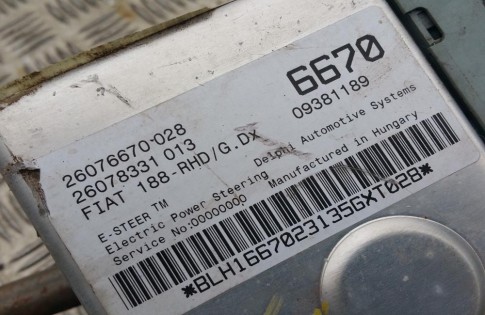 6670
26076670-028
09381189
26078331 013
FIAT 188-RHD/G.DX
E-STEER TM
Delphi Automotive Systems
Electric Power Steering
Manufactured in Hungary
Service No:00000000
*BLH1667023135GXT028*